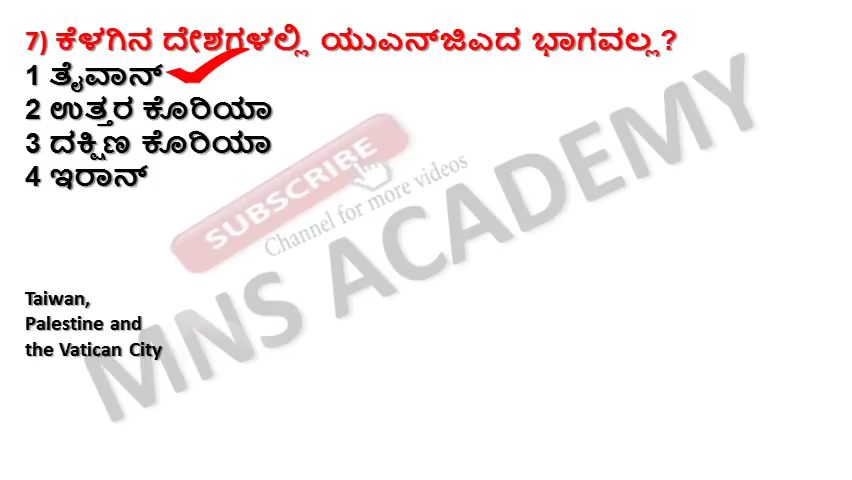 7) ಕೆಳಗಿನ ದೇಶಗಳಲ್ಲಿ ಯುಎನ್‌ಜಿಎದ ಭಾಗವಲ್ಲ?
1 ತೈವಾನ್
2 ಉತ್ತರ ಕೊರಿಯಾ
3 ದಕ್ಷಿಣ ಕೊರಿಯಾ
4 ಇರಾನ್
SUBSCRIBE
Channel for more videos
MNS ACADEMY
Taiwan,
Palestine and
the Vatican City